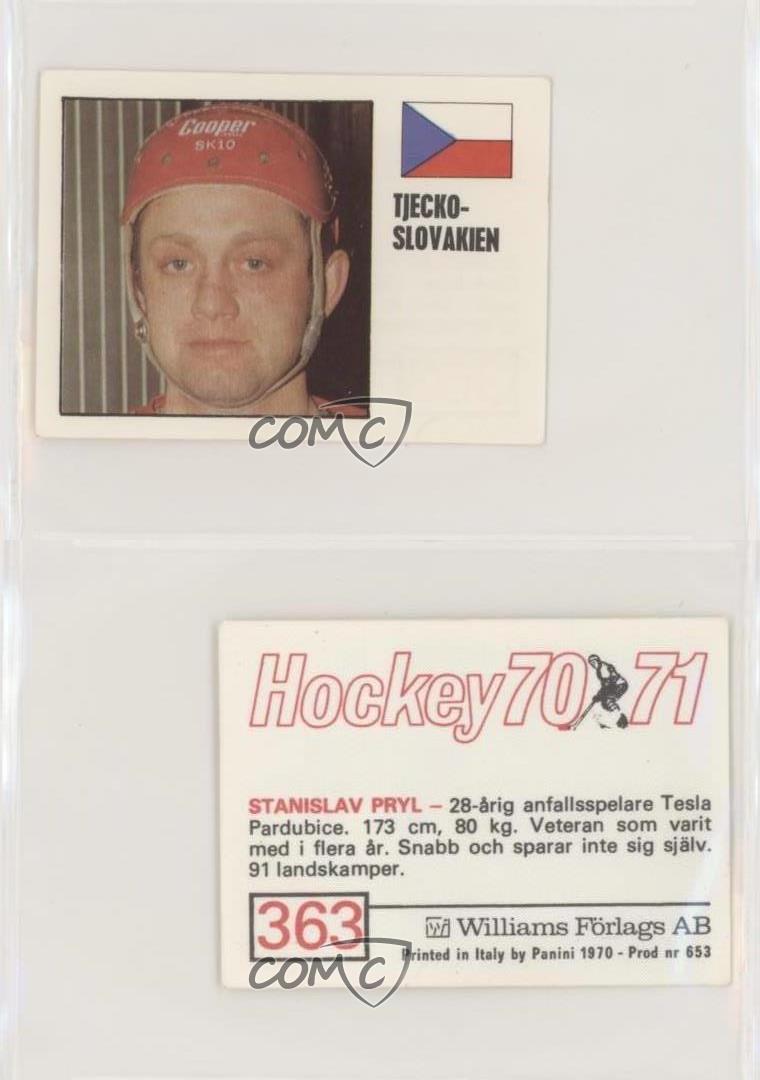 Cooper
SK10
TJECKO-
SLOVAKIEN
COMC
Hockey 70 71
STANISLAV PRYL – 28-årig anfallsspelare Tesla
Pardubice. 173 cm, 80 kg. Veteran som varit
med i flera år. Snabb och sparar inte sig själv.
91 landskamper.
363
Williams Förlags AB
Printed in Italy by Panini 1970 - Prod nr 653
COMC